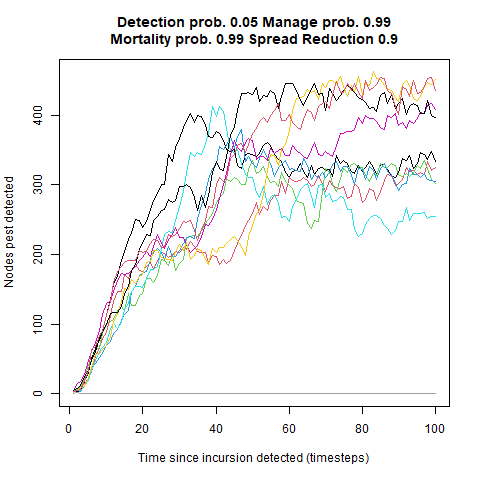 Detection prob. 0.05 Manage prob. 0.99
Mortality prob. 0.99 Spread Reduction 0.9
Nodes pest detected
400
300
200
100
0
0 20 40 60 80 100
Time since incursion detected (timesteps)